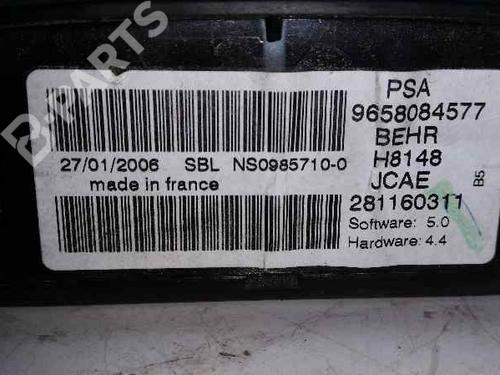 PSA
9658084577
BEHR
H8148
JCAE
281160311
B5
Software: 5.0
Hardware: 4.4
27/01/2006 SBL NS0985710-0
made in france
B-PARTS